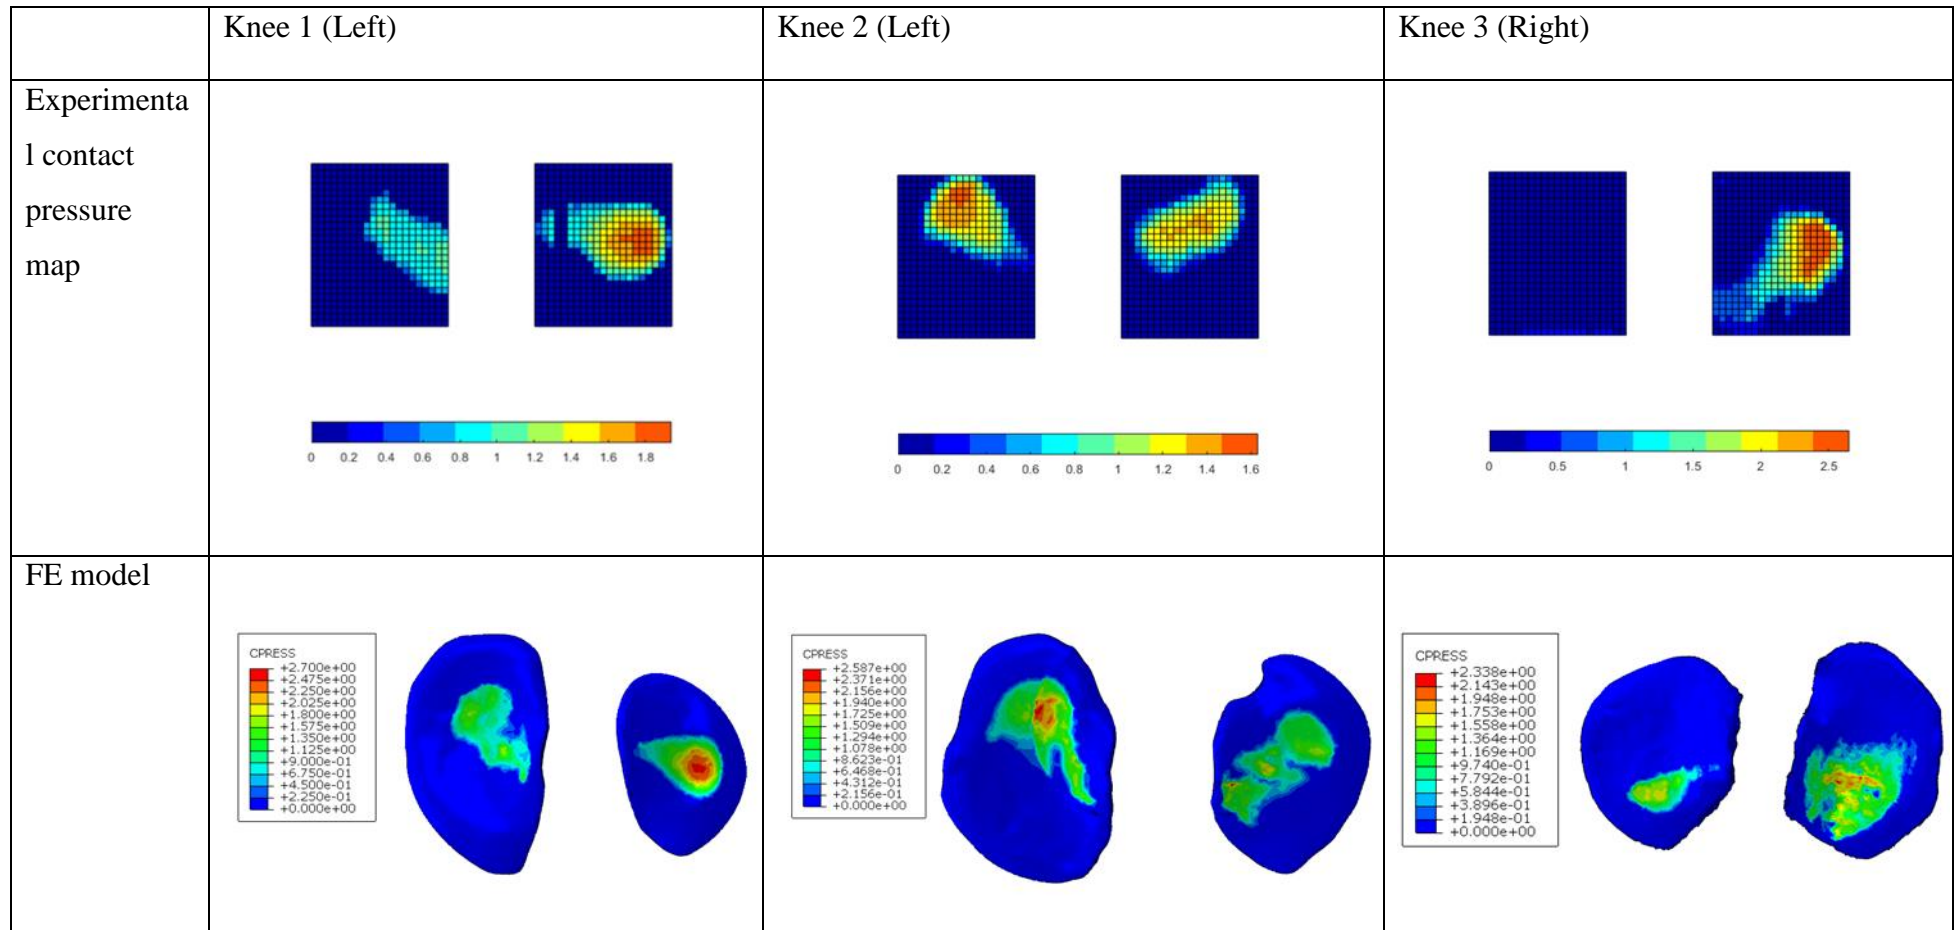 Knee 1 (Left)
Knee 2 (Left)
Knee 3 (Right)
Experimenta
l contact
pressure
map
0 0.2 0.4 0.6 0.8 1 1.2 1.4 1.6 1.8
0 0.2 0.4 0.6 0.8 1 1.2 1.4 1.6
0 0.5 1 1.5 2 2.5
FE model
CPRESS
+2.700e+00
+2.475e+00
+2.250e+00
+2.025e+00
+1.800e+00
+1.575e+00
+1.350e+00
+1.125e+00
+9.000e-01
+6.750e-01
+4.500e-01
+2.250e-01
+0.000e+00
CPRESS
+2.587e+00
+2.371e+00
+2.156e+00
+1.940e+00
+1.725e+00
+1.509e+00
+1.294e+00
+1.078e+00
+8.623e-01
+6.468e-01
+4.312e-01
+2.156e-01
+0.000e+00
CPRESS
+2.338e+00
+2.143e+00
+1.948e+00
+1.753e+00
+1.558e+00
+1.364e+00
+1.169e+00
+9.740e-01
+7.792e-01
+5.844e-01
+3.896e-01
+1.948e-01
+0.000e+00